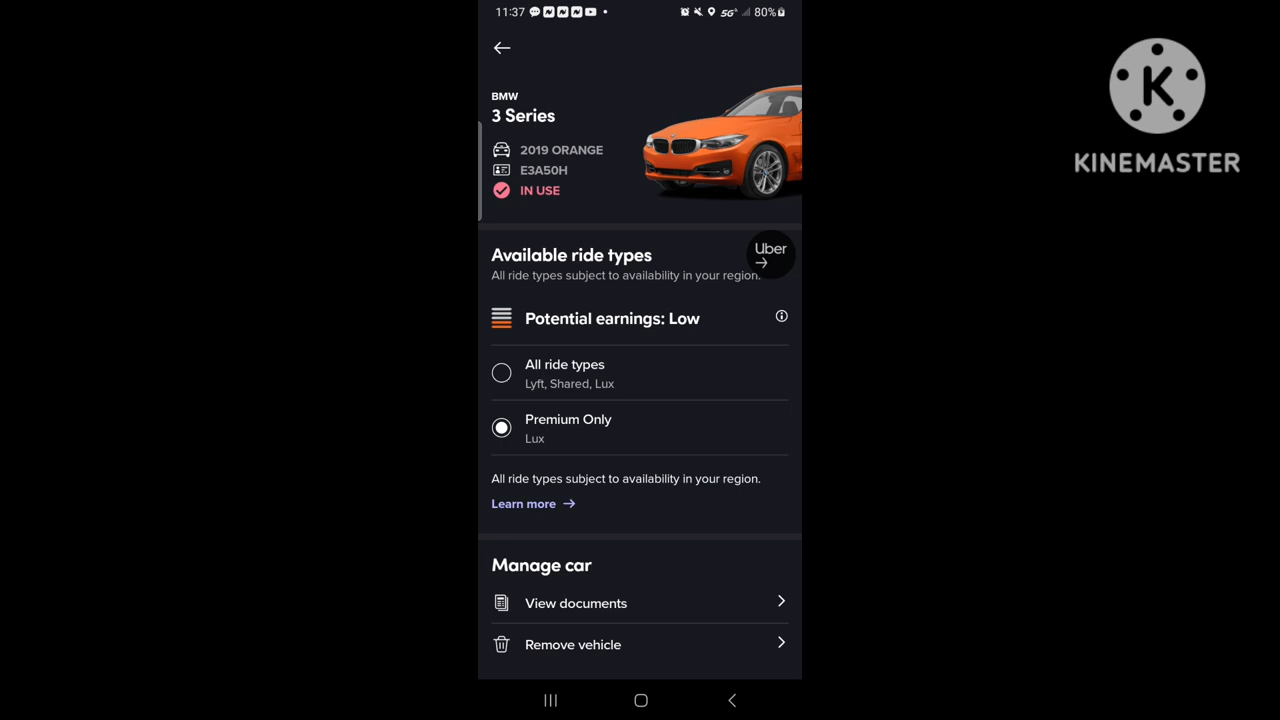 11:37
5G+
80%
BMW
3 Series
2019 ORANGE
E3A50H
IN USE
Available ride types
All ride types subject to availability in your region.
Uber
Potential earnings: Low
All ride types
Lyft, Shared, Lux
Premium Only
Lux
All ride types subject to availability in your region.
Learn more
Manage car
View documents
Remove vehicle
K
KINEMASTER